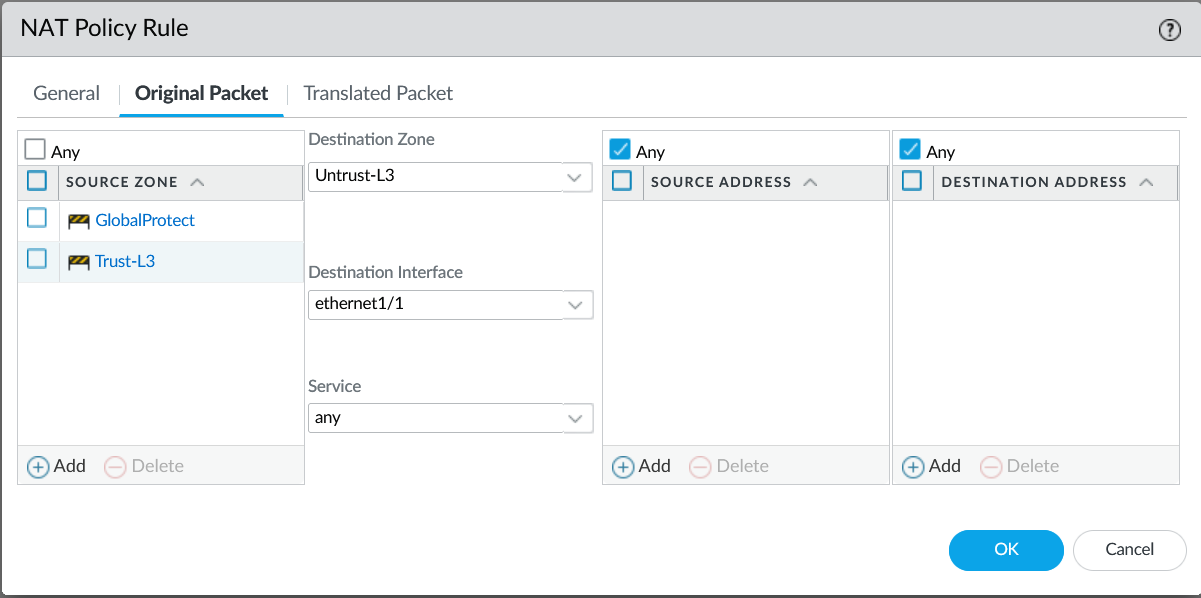 NAT Policy Rule
?
General
Original Packet
Translated Packet
Any
SOURCE ZONE
GlobalProtect
Trust-L3
Add
Delete
Destination Zone
Untrust-L3
Destination Interface
ethernet1/1
Service
any
Any
SOURCE ADDRESS
Add
Delete
Any
DESTINATION ADDRESS
Add
Delete
OK
Cancel